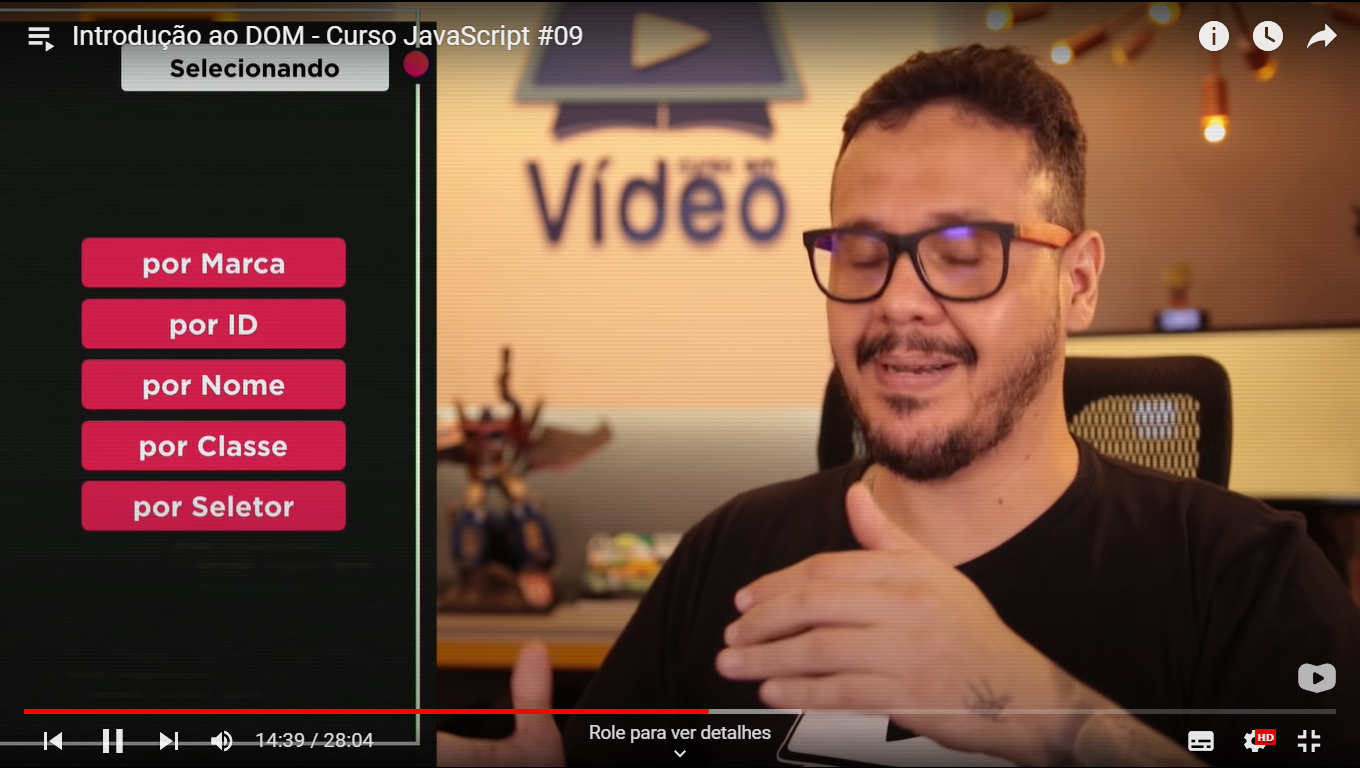 Introdução ao DOM - Curso JavaScript #09
Selecionando
por Marca
por ID
por Nome
por Classe
por Seletor
Vídeo
14:39 / 28:04
Role para ver detalhes
HD